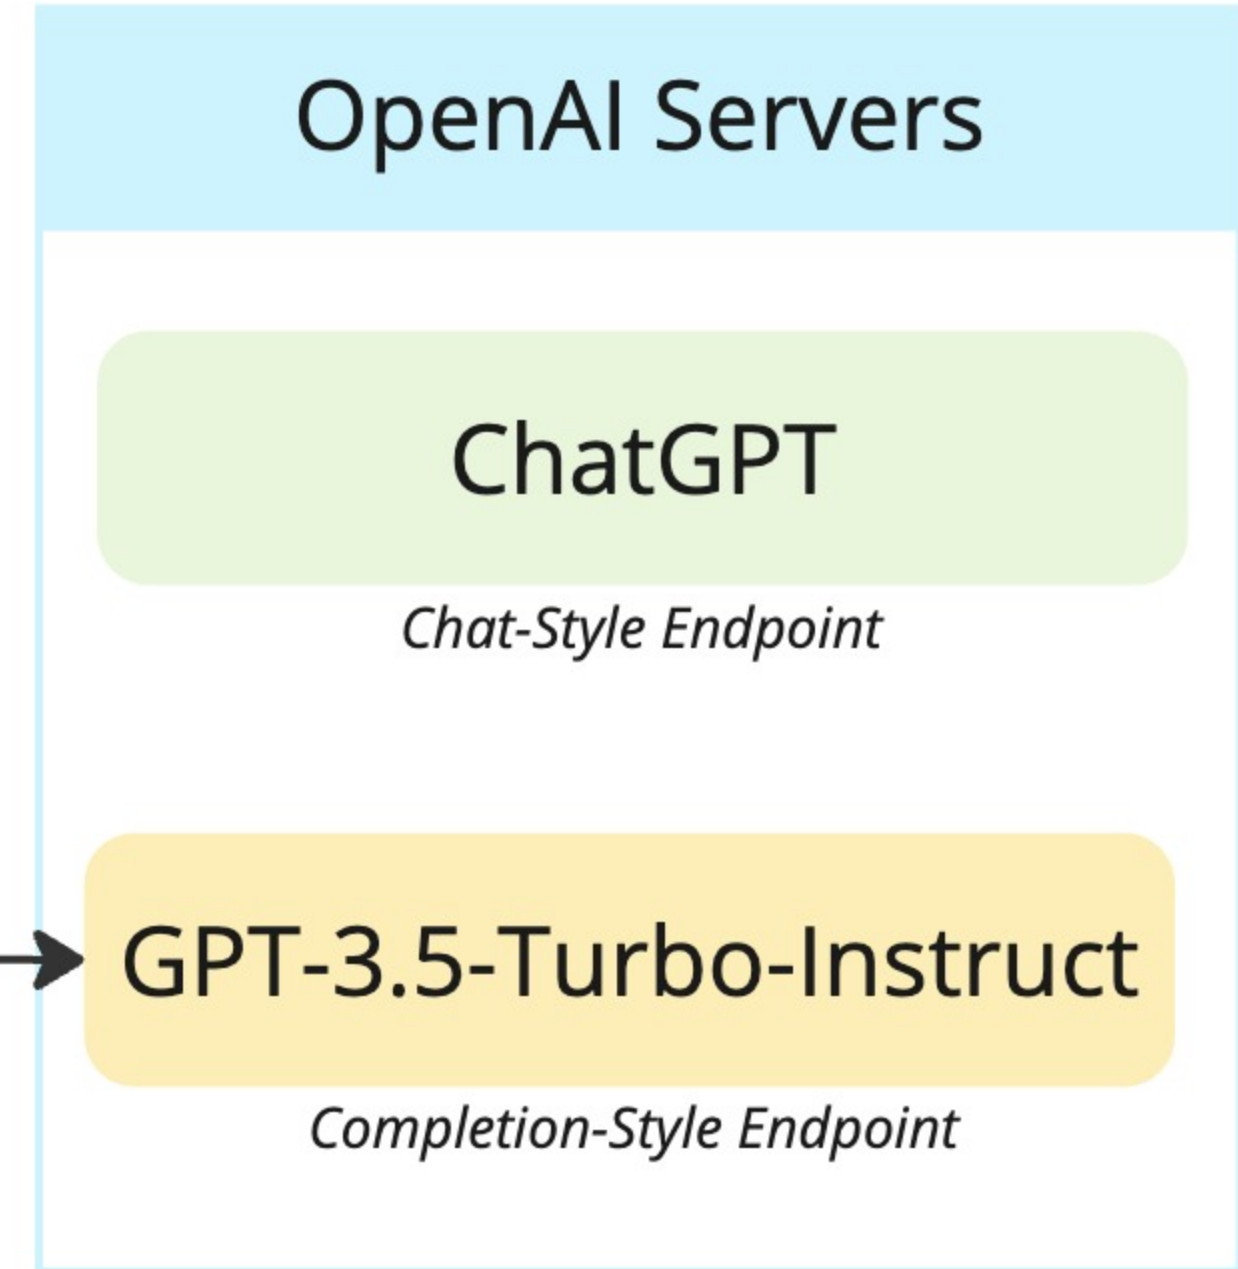 OpenAI Servers
ChatGPT
Chat-Style Endpoint
GPT-3.5-Turbo-Instruct
Completion-Style Endpoint